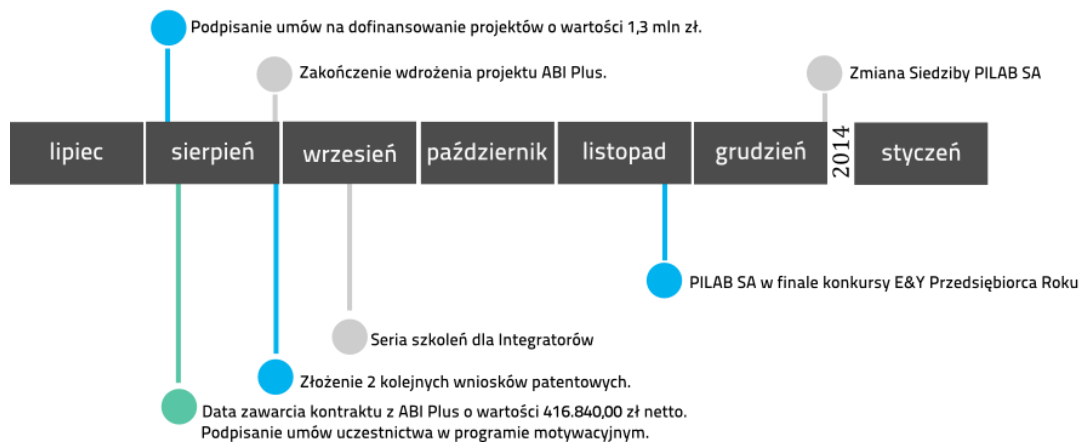 Podpisanie umów na dofinansowanie projektów o wartości 1,3 mln zł.
Zakończenie wdrożenia projektu ABI Plus.
Zmiana Siedziby PILAB SA
lipiec
sierpień
wrzesień
październik
listopad
grudzień
2014
styczeń
PILAB SA w finale konkursy E&Y Przedsiębiorca Roku
Seria szkoleń dla Integratorów
Złożenie 2 kolejnych wniosków patentowych.
Data zawarcia kontraktu z ABI Plus o wartości 416.840,00 zł netto.
Podpisanie umów uczestnictwa w programie motywacyjnym.